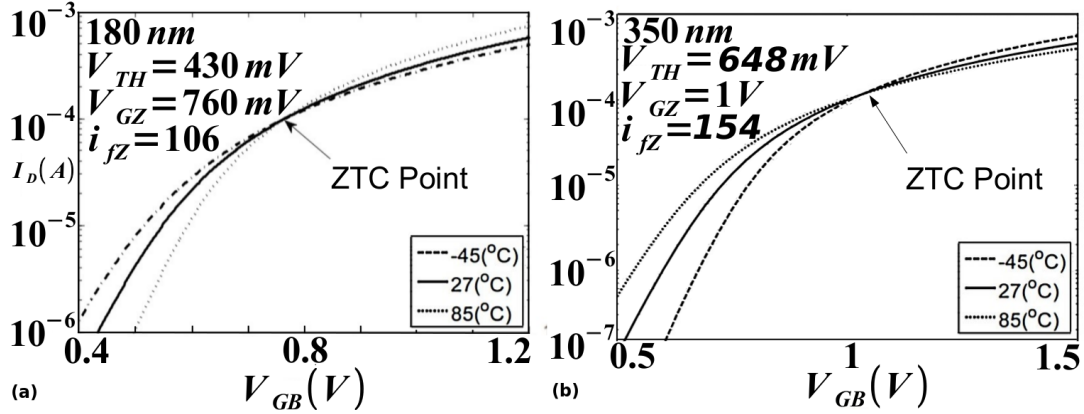 10⁻³
180 nm
V_TH = 430 mV
V_GZ = 760 mV
i_fZ = 106
10⁻⁴
I_D(A)
ZTC Point
10⁻⁵
-45(°C)
27(°C)
85(°C)
10⁻⁶
0.4
0.8
1.2
(a)
V_GB(V)
10⁻³
350 nm
V_TH = 648 mV
V_GZ = 1 V
i_fZ = 154
10⁻⁴
ZTC Point
10⁻⁵
10⁻⁶
-45(°C)
27(°C)
85(°C)
10⁻⁷
0.5
1
1.5
(b)
V_GB(V)